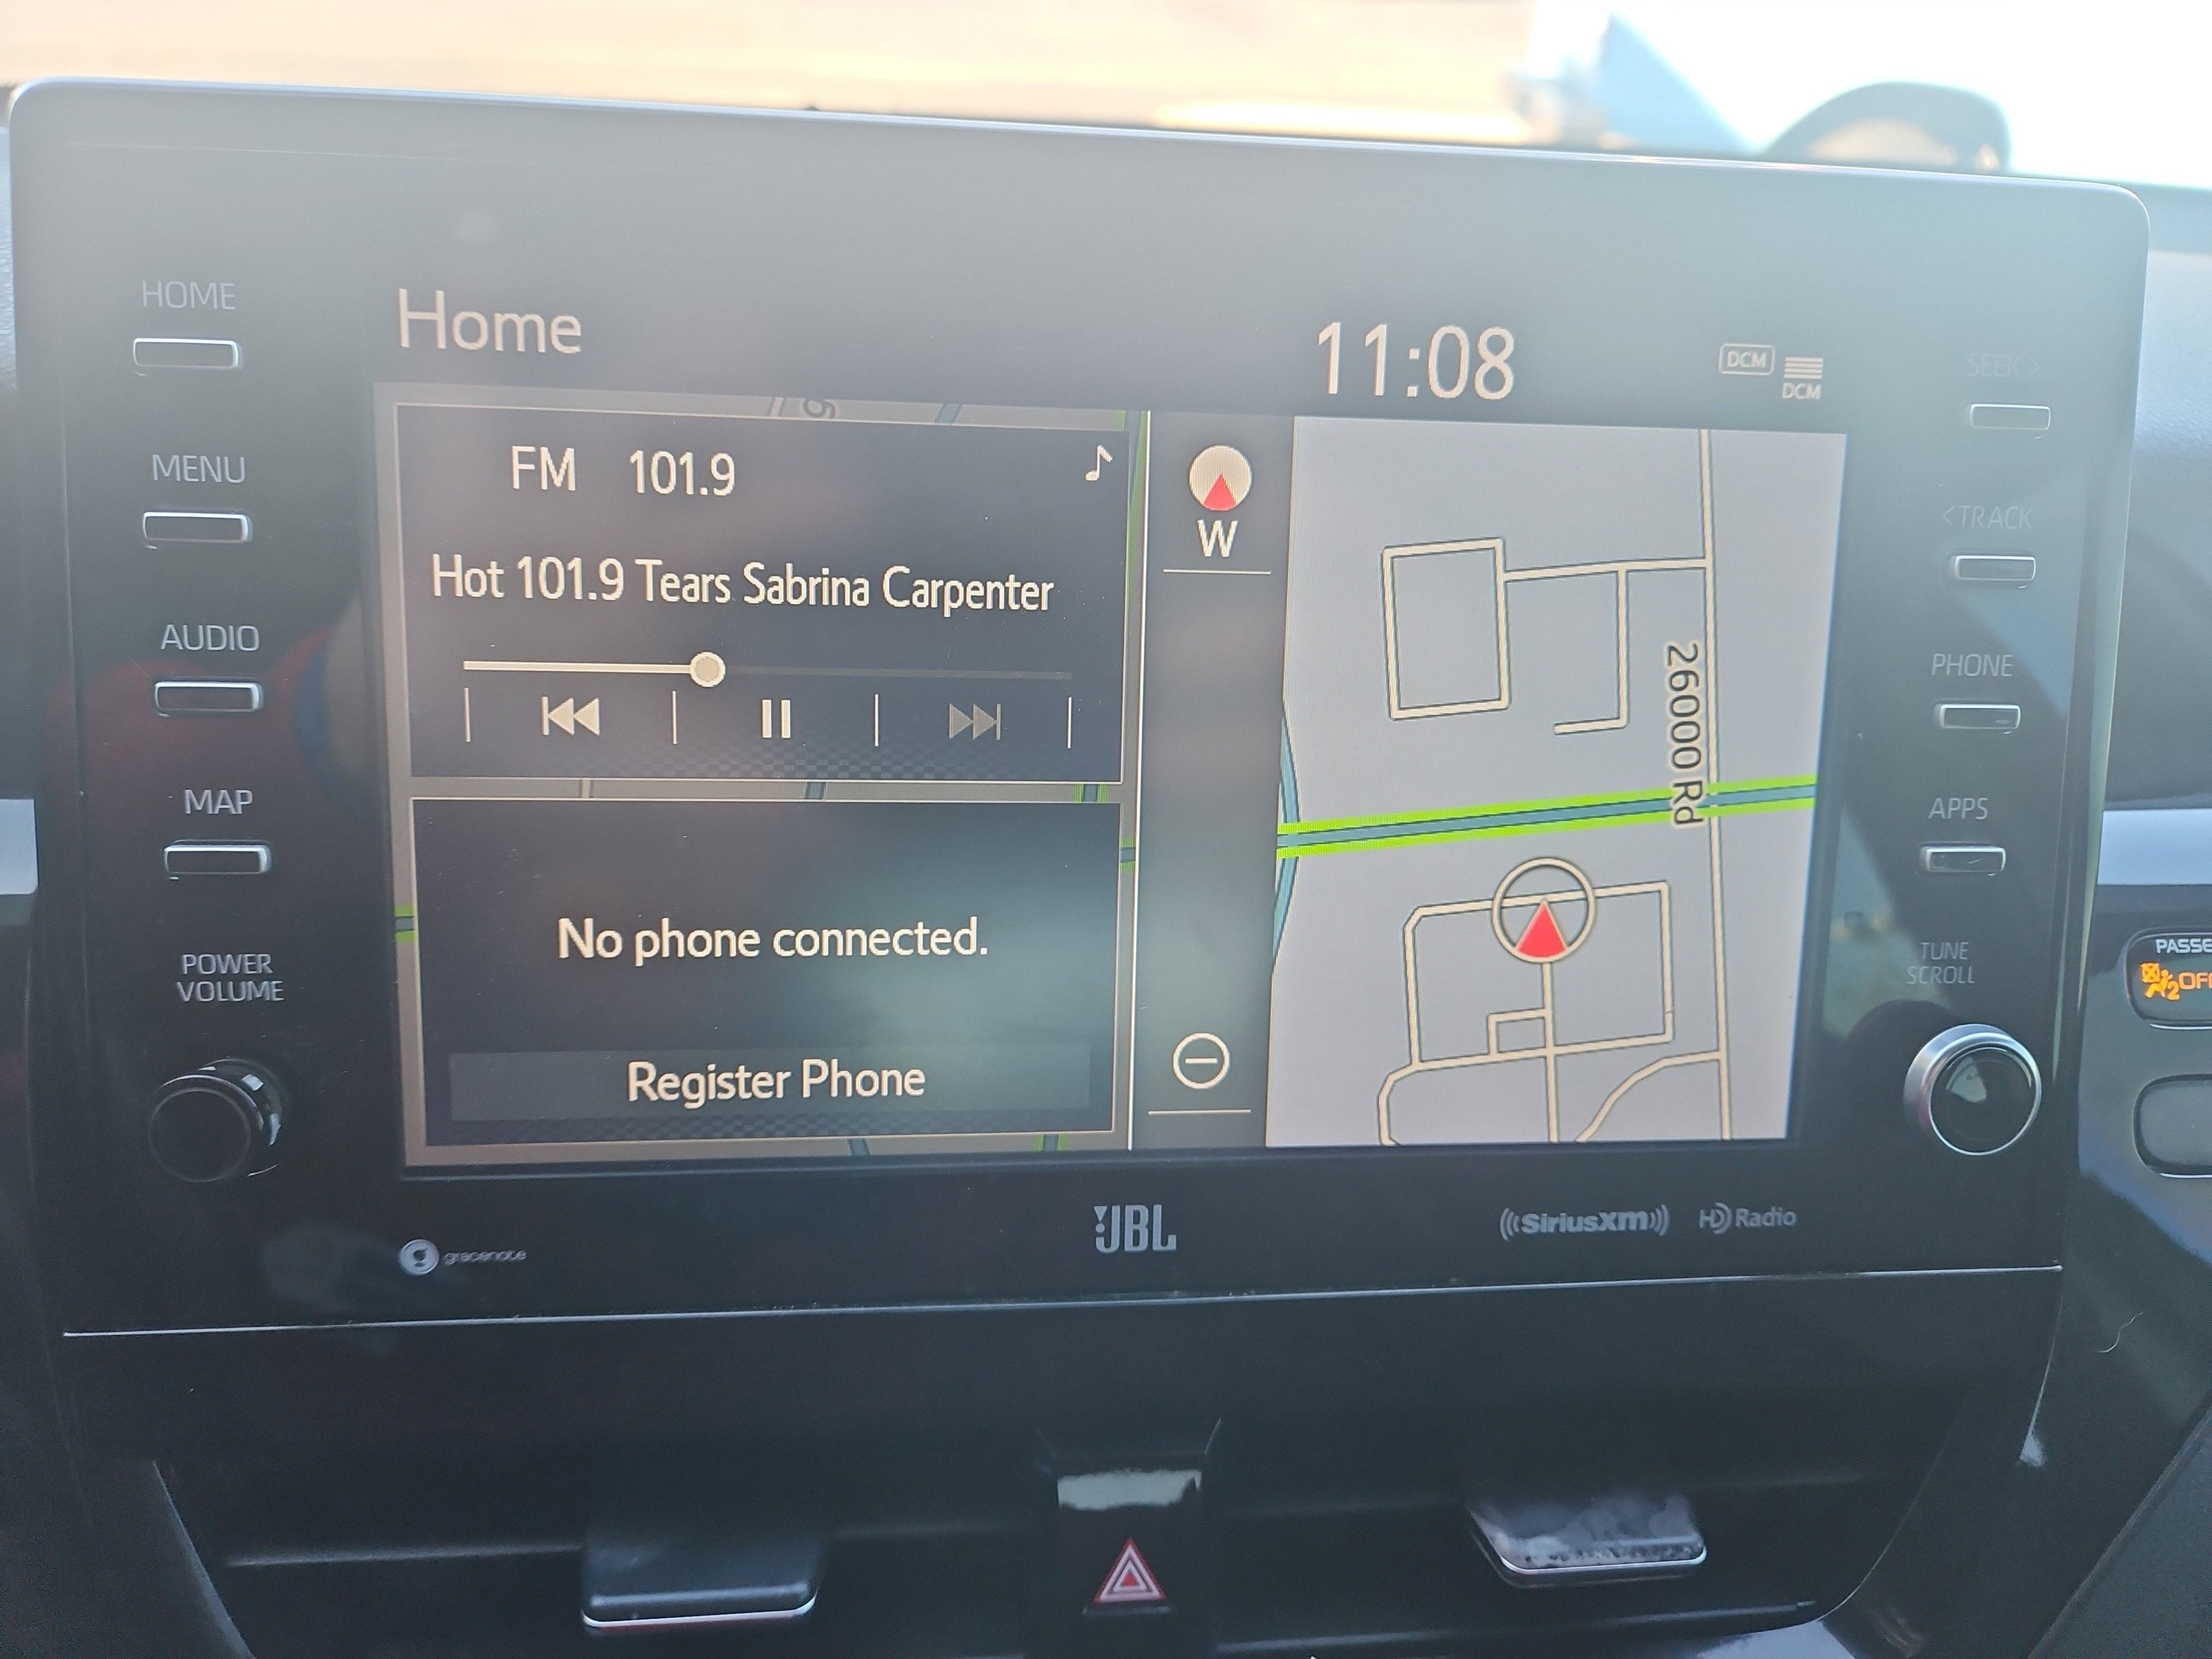 HOME
Home
11:08
DCM
DCM
SEEK >
MENU
FM 101.9
W
<TRACK
Hot 101.9 Tears Sabrina Carpenter
AUDIO
26000 Rd
PHONE
MAP
APPS
No phone connected.
POWER
VOLUME
TUNE
SCROLL
PASSE
2 OFF
Register Phone
gracenote
JBL
SiriusXM
HD Radio